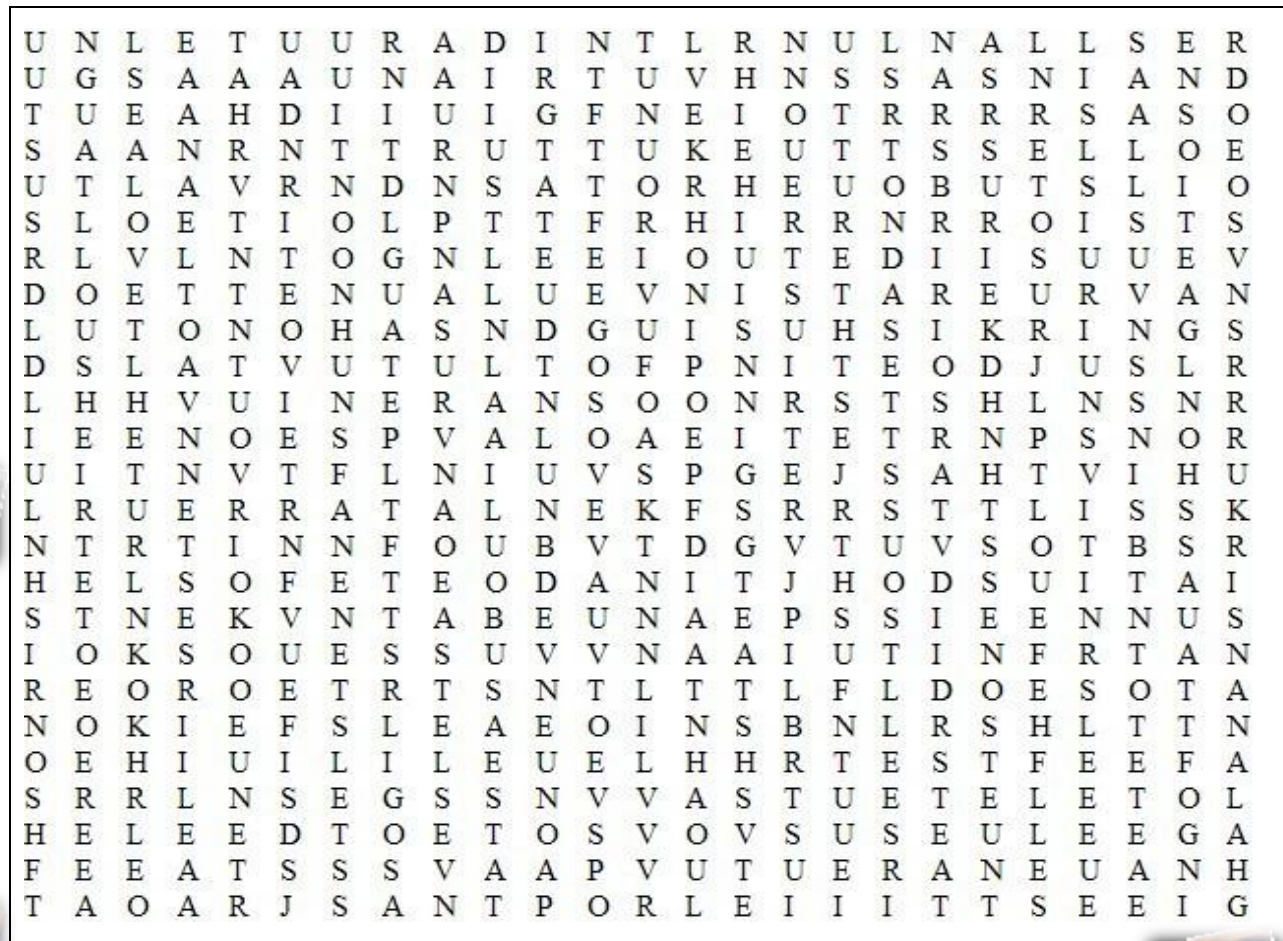 U N L E T U U R A D I N T L R N U L N A L L S E R
U G S A A A U N A I R T U V H N S S A S N I A N D
T U E A H D I I U I G F N E I O T R R R R S A S O
S A A N R N T T R U T T U K E U T T S S E L L O E
U T L A V R N D N S A T O R H E U O B U T S L I O
S L O E T I O L P T T F R H I R R N R R O I S T S
R L V L N T O G N L E E I O U T E D I I S U U E V
D O E T T E N U A L U E V N I S T A R E U R V A N
L U T O N O H A S N D G U I S U H S I K R I N G S
D S L A T V U T U L T O F P N I T E O D J U S L R
L H H V U I N E R A N S O O N R S T S H L N S N R
I E E N O E S P V A L O A E I T E T R N P S N O R
U I T N V T F L N I U V S P G E J S A H T V I H U
L R U E R R A T A L N E K F S R R S T T L I S S K
N T R T I N N F O U B V T D G V T U V S O T B S R
H E L S O F E T E O D A N I T J H O D S U I T A I
S T N E K V N T A B E U N A E P S S I E E N N U S
I O K S O U E S S U V V N A A I U T I N F R T A N
R E O R O E T R T S N T L T T L F L D O E S O T A
N O K I E F S L E A E O I N S B N L R S H L T T N
O E H I U I L I L E U E L H H R T E S T F E E F A
S R R L N S E G S S N V V A S T U E T E L E T O L
H E L E E D T O E T O S V O V S U S E U L E E G A
F E E A T S S S V A A P V U T U E R A N E U A N H
T A O A R J S A N T P O R L E I I I T T S E E I G